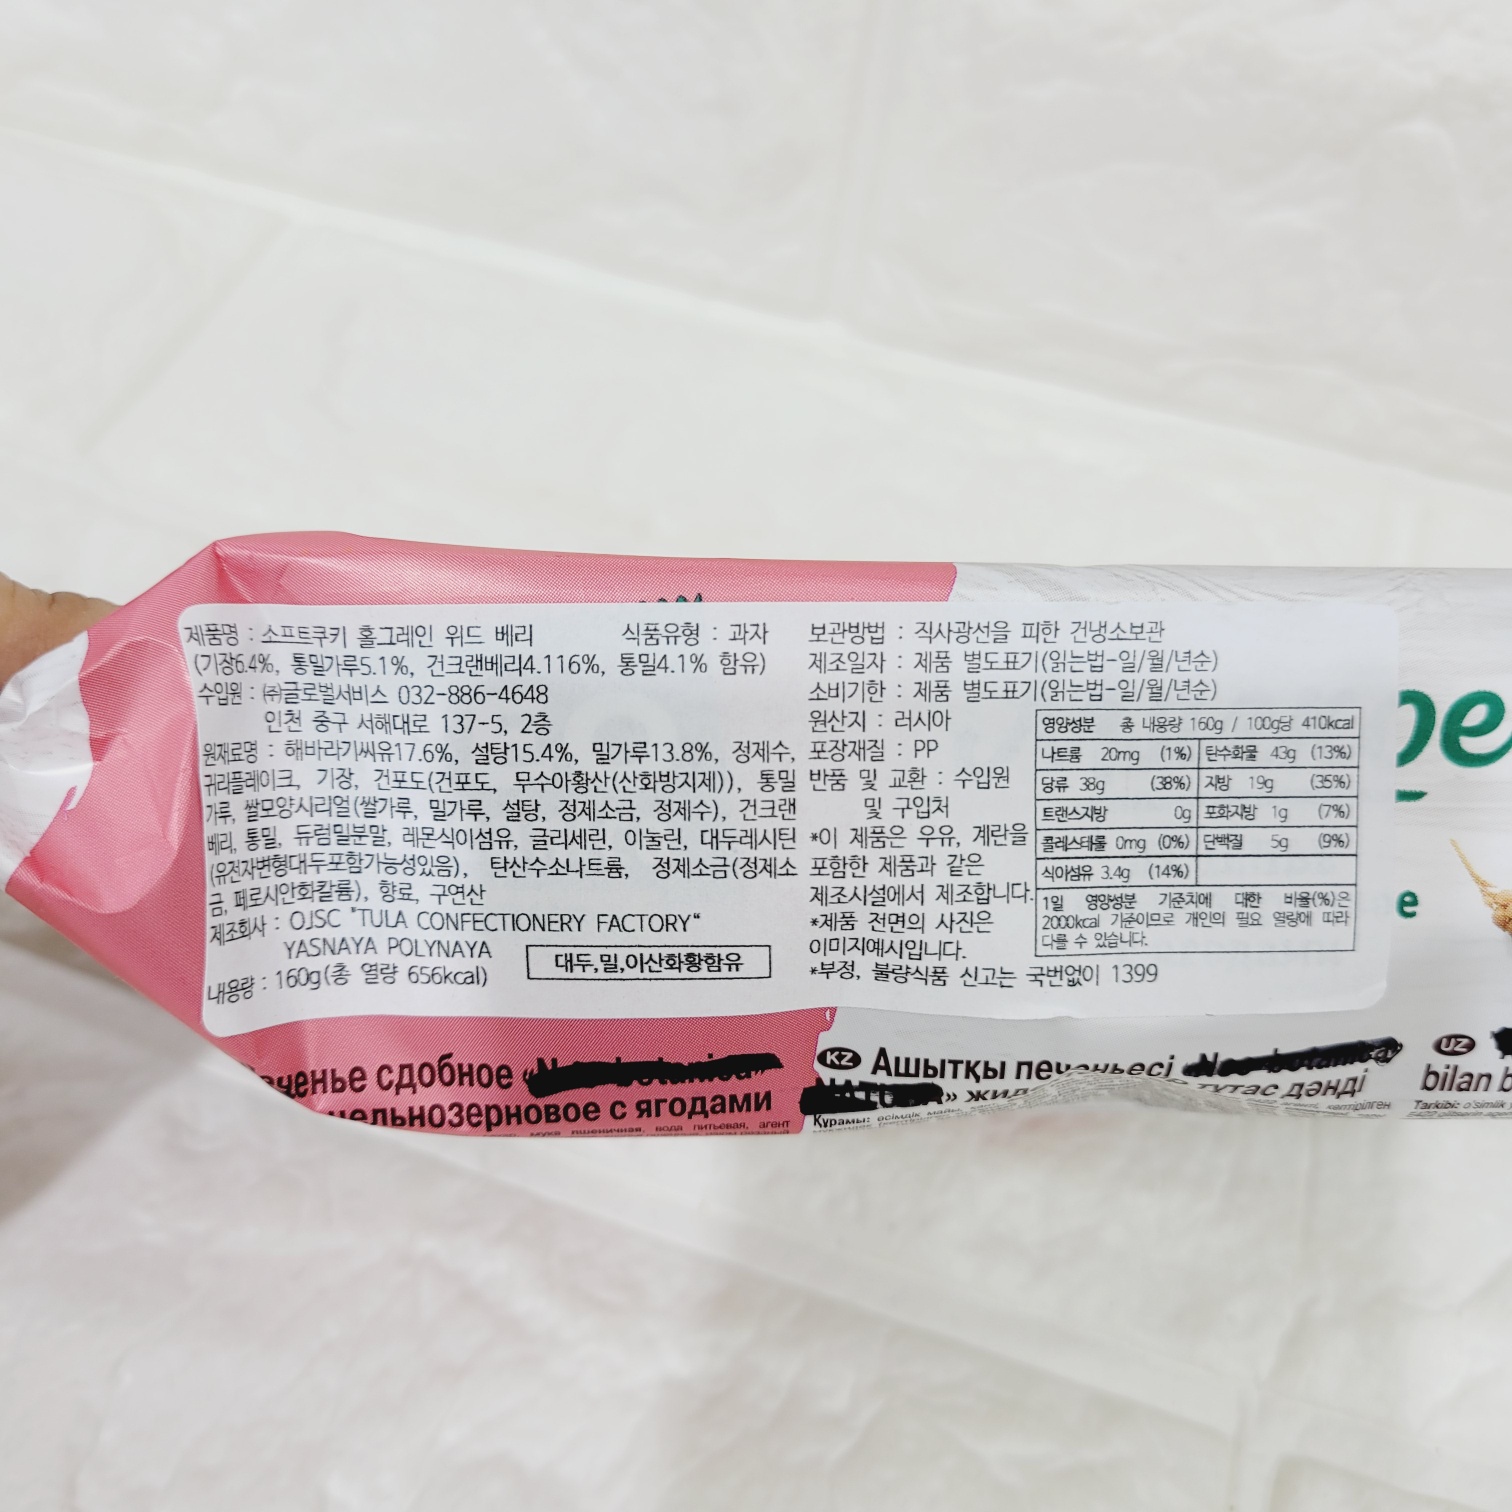 제품명 : 소프트쿠키 홀그레인 위드 베리 식품유형 : 과자
(기장6.4%, 통밀가루5.1%, 건크랜베리4.116%, 통밀4.1% 함유)
수입원 : ㈜글로벌서비스 032-886-4648
인천 중구 서해대로 137-5, 2층
원재료명 : 해바라기씨유17.6%, 설탕15.4%, 밀가루13.8%, 정제수,
귀리플레이크, 기장, 건포도(건포도, 무수아황산(산화방지제)), 통밀
가루, 쌀모양시리얼(쌀가루, 밀가루, 설탕, 정제소금, 정제수), 건크랜
베리, 통밀, 듀럼밀분말, 레몬식이섬유, 글리세린, 이눌린, 대두레시틴
(유전자변형대두포함가능성있음), 탄산수소나트륨, 정제소금(정제소
금, 페로시안화칼륨), 향료, 구연산
제조회사 : OJSC "TULA CONFECTIONERY FACTORY"
YASNAYA POLYNAYA
내용량 : 160g(총 열량 656kcal)
대두,밀,이산화황함유
보관방법 : 직사광선을 피한 건냉소보관
제조일자 : 제품 별도표기(읽는법-일/월/년순)
소비기한 : 제품 별도표기(읽는법-일/월/년순)
원산지 : 러시아
포장재질 : PP
반품 및 교환 : 수입원
및 구입처
*이 제품은 우유, 계란을
포함한 제품과 같은
제조시설에서 제조합니다.
*제품 전면의 사진은
이미지예시입니다.
*부정, 불량식품 신고는 국번없이 1399
영양성분 총 내용량 160g / 100g당 410kcal
나트륨 20mg (1%) 탄수화물 43g (13%)
당류 38g (38%) 지방 19g (35%)
트랜스지방 0g 포화지방 1g (7%)
콜레스테롤 0mg (0%) 단백질 5g (9%)
식이섬유 3.4g (14%)
1일 영양성분 기준치에 대한 비율(%)은
2000kcal 기준이므로 개인의 필요 열량에 따라
다를 수 있습니다.
ченье сдобное
цельнозерновое с ягодами
мука пшеничная, вода питьевая, агент
KZ Ашытқы печеньесі
тутас дәнді
Құрамы: өсімдік майы
UZ
bilan
Tarkibi: o'simlik
e